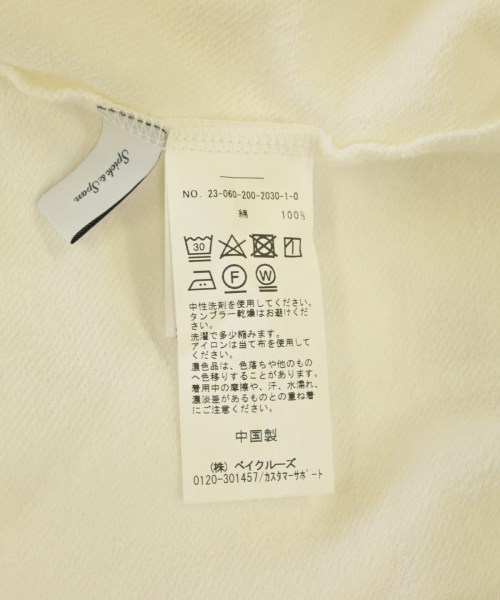 Spick & Span
NO. 23-060-200-2030-1-0
綿 100%
30
F
W
中性洗剤を使用してください。
タンブラー乾燥はお避けくださ
い。
洗濯で多少縮みます。
アイロンは当て布を使用して
ください。
濃色品は、色落ちや他のもの
へ色移りすることがあります。
着用中の摩擦や、汗、水濡れ、
濃淡差があるものとの重ね着
にご注意ください。
中国製
(株) ベイクルーズ
0120-301457/カスタマーサポート